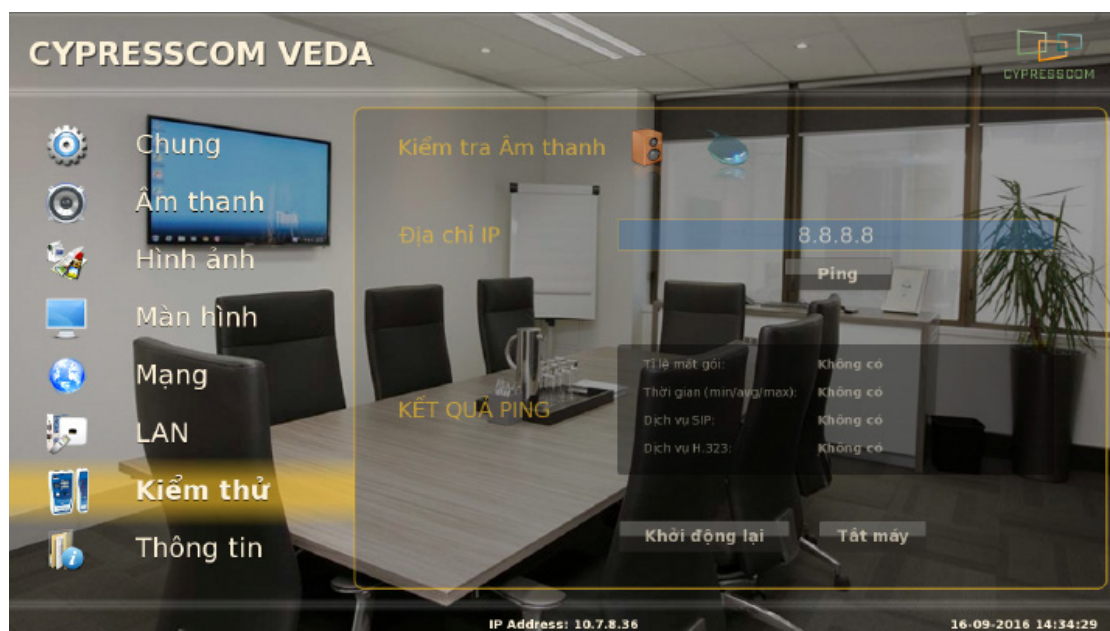 CYPRESSCOM VEDA
CYPRESSCOM
Chung
Âm thanh
Hình ảnh
Màn hình
Mạng
LAN
Kiểm thử
Thông tin
Kiểm tra Âm thanh
Địa chỉ IP
8.8.8.8
Ping
KẾT QUẢ PING
Tỉ lệ mất gói: Không có
Thời gian (min/avg/max): Không có
Dịch vụ SIP: Không có
Dịch vụ H.323: Không có
Khởi động lại
Tắt máy
IP Address: 10.7.8.36
16-09-2016 14:34:29